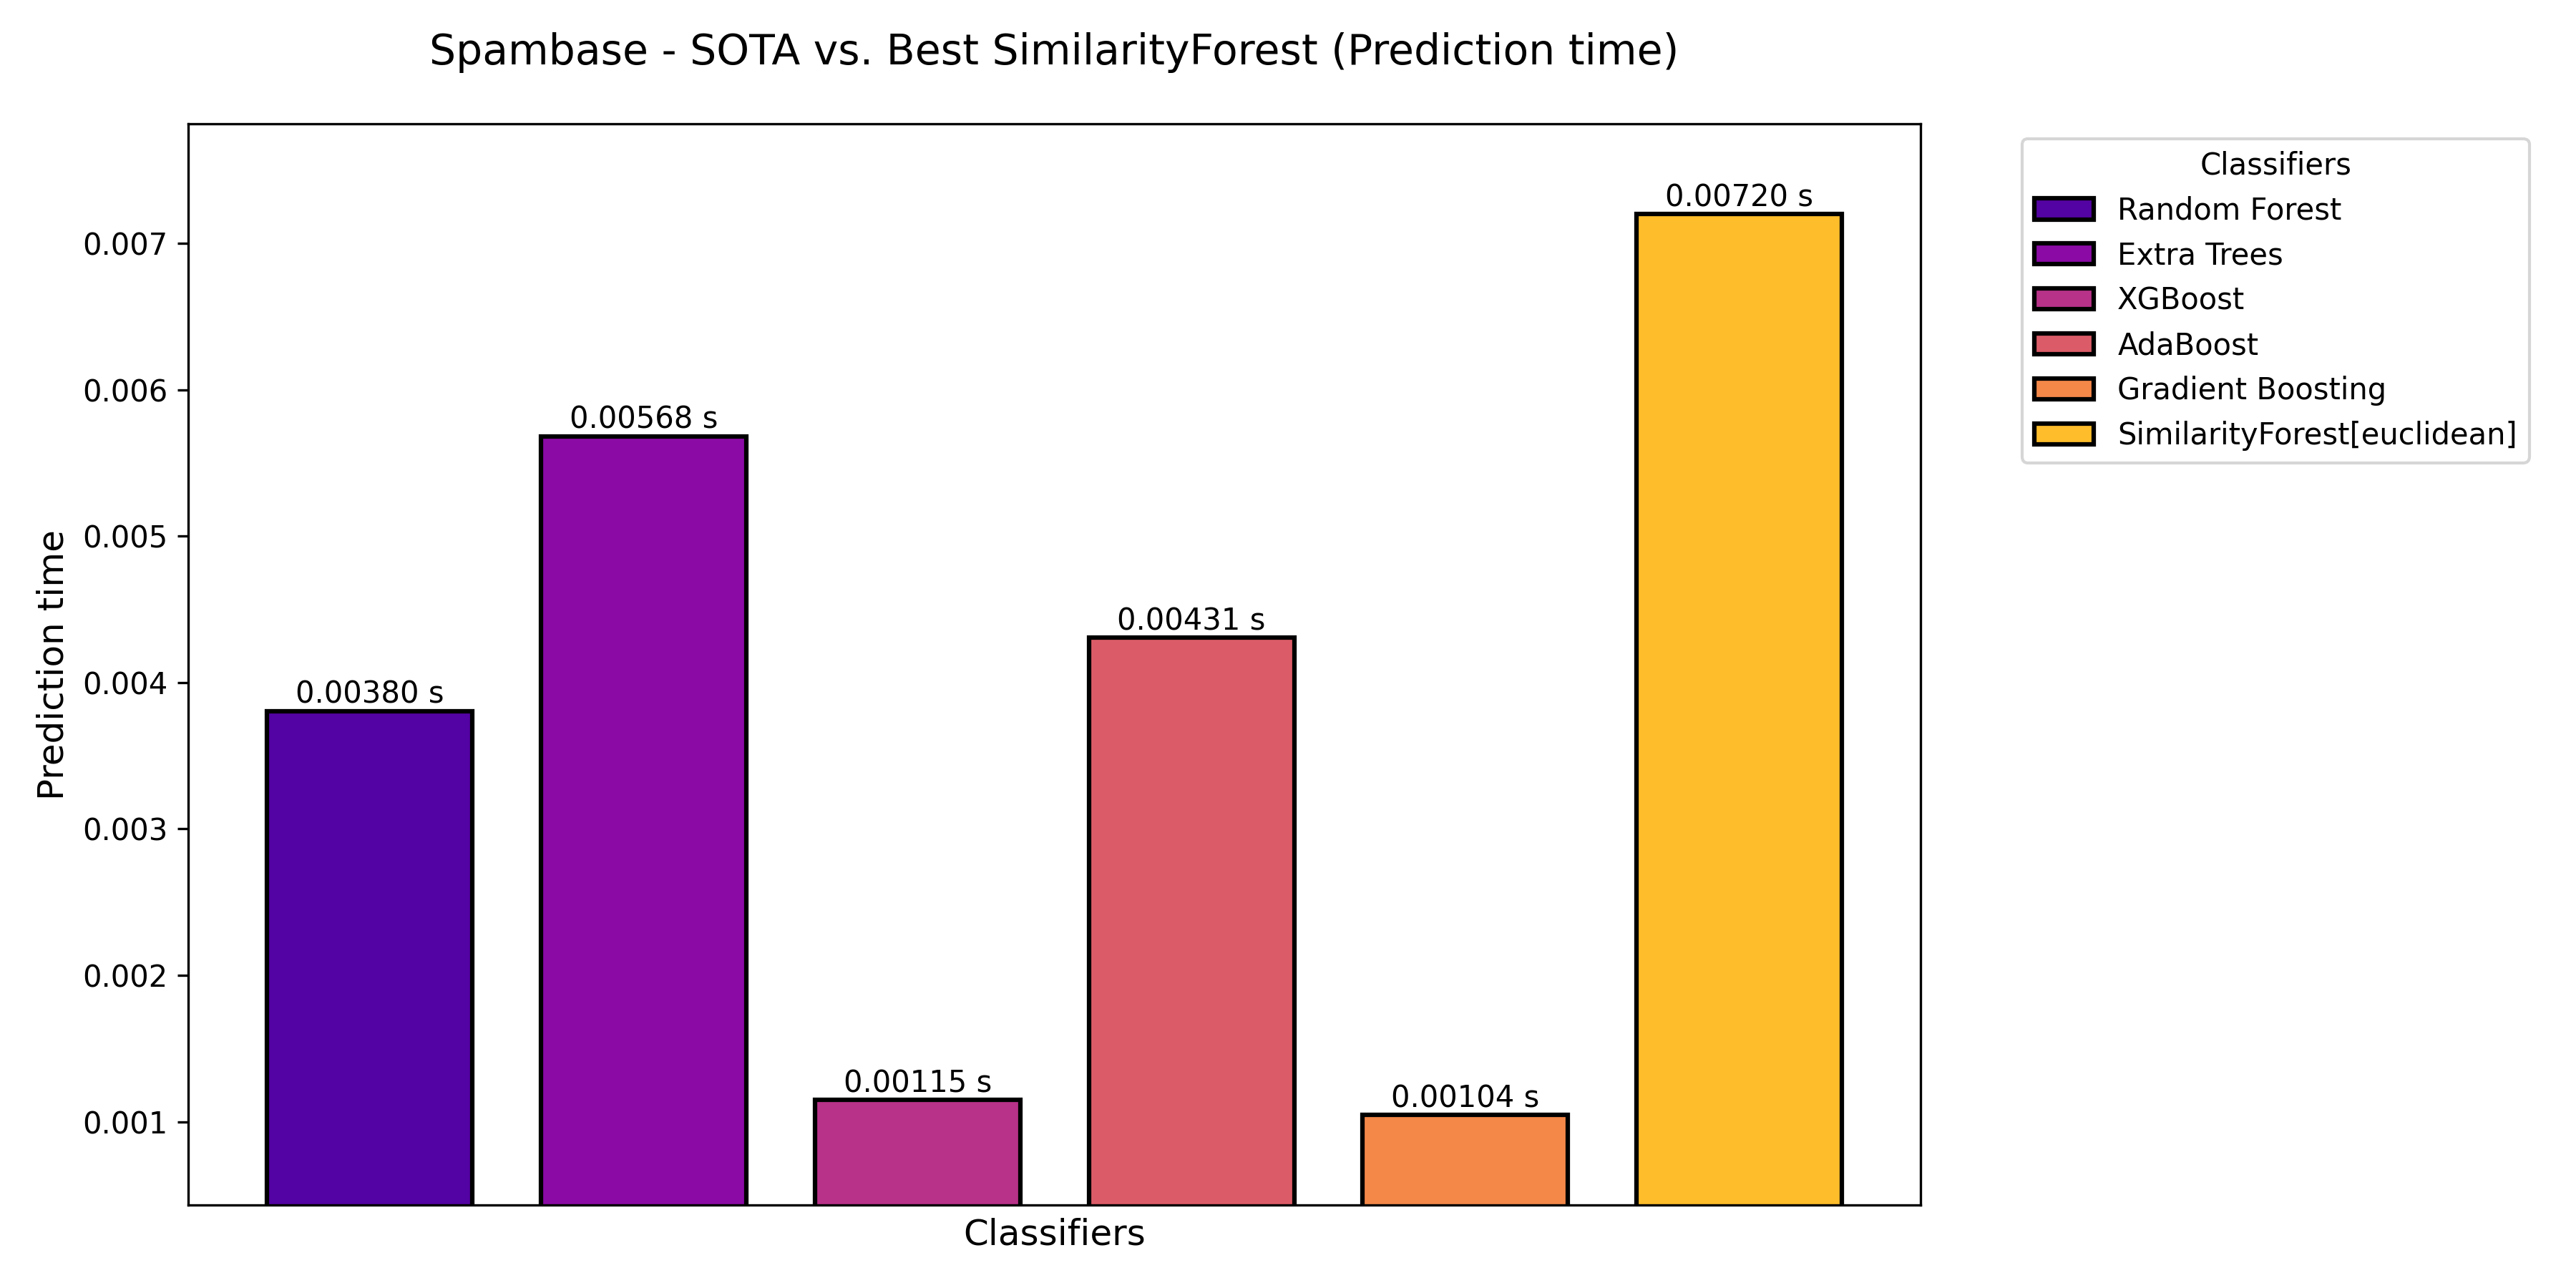 Spambase - SOTA vs. Best SimilarityForest (Prediction time)
Prediction time
0.007
0.006
0.005
0.004
0.003
0.002
0.001
0.00380 s
0.00568 s
0.00115 s
0.00431 s
0.00104 s
0.00720 s
Classifiers
Classifiers
Random Forest
Extra Trees
XGBoost
AdaBoost
Gradient Boosting
SimilarityForest[euclidean]